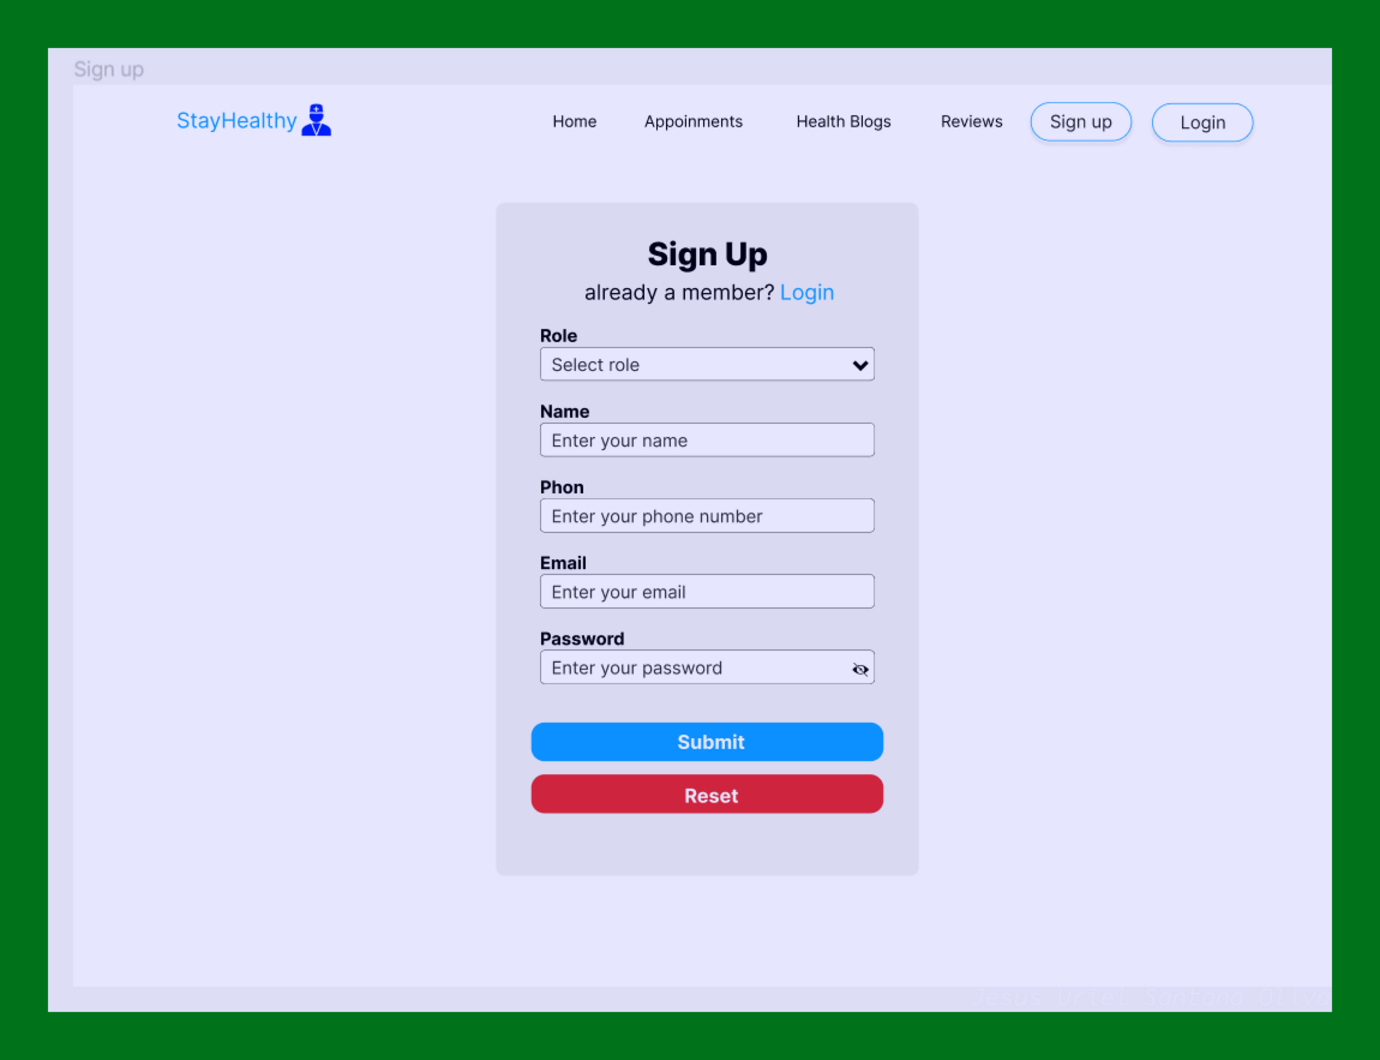 Sign up
StayHealthy
Home Appoinments Health Blogs Reviews Sign up Login
Sign Up
already a member? Login
Role
Select role
Name
Enter your name
Phon
Enter your phone number
Email
Enter your email
Password
Enter your password
Submit
Reset